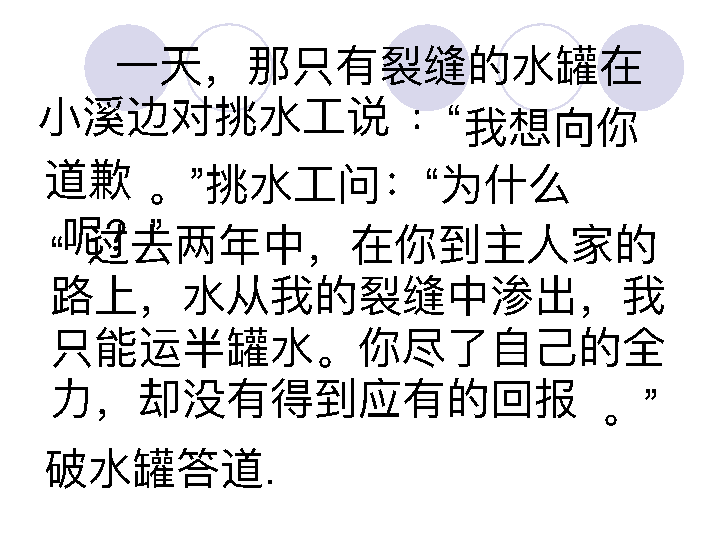 一天，那只有裂缝的水罐在
小溪边对挑水工说 ：“我想向你
道歉 。”挑水工问：“为什么
呢？”
“过去两年中，在你到主人家的
路上，水从我的裂缝中渗出，我
只能运半罐水。你尽了自己的全
力，却没有得到应有的回报 。”
破水罐答道.